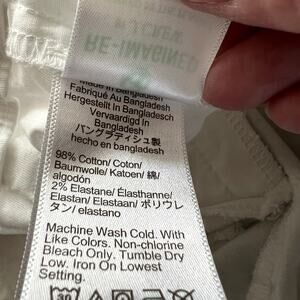 RE-IMAGINED
BY J.CREW
Made in Bangladesh
Fabriqué Au Bangladesh
Hergestellt In Bangladesh
Vervaardigd In
Bangladesh
バングラディシュ製
hecho en bangladesh
98% Cotton/ Coton/
Baumwolle/ Katoen/ 綿/
algodón
2% Elastane/ Élasthanne/
Elastan/ Elastaan/ ポリウレ
タン/ elastano
Machine Wash Cold. With
Like Colors. Non-chlorine
Bleach Only. Tumble Dry
Low. Iron On Lowest
Setting.
30